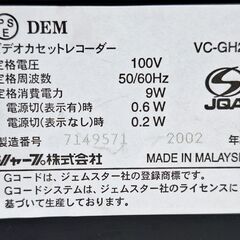 PS
E DEM
デオカセットレコーダー VC-GH2
定格電圧 100V
定格周波数 50/60Hz
定格消費電力 9W
電源切(表示有)時 0.6 W
電源切(表示なし)時 0.2 W
JQA
製造番号 7149571 2002 年
シャープ株式会社 MADE IN MALAYS
Gコードは、ジェムスター社の登録商標です。
Gコードシステムは、ジェムスター社のライセンスに
基づいて生産しております。